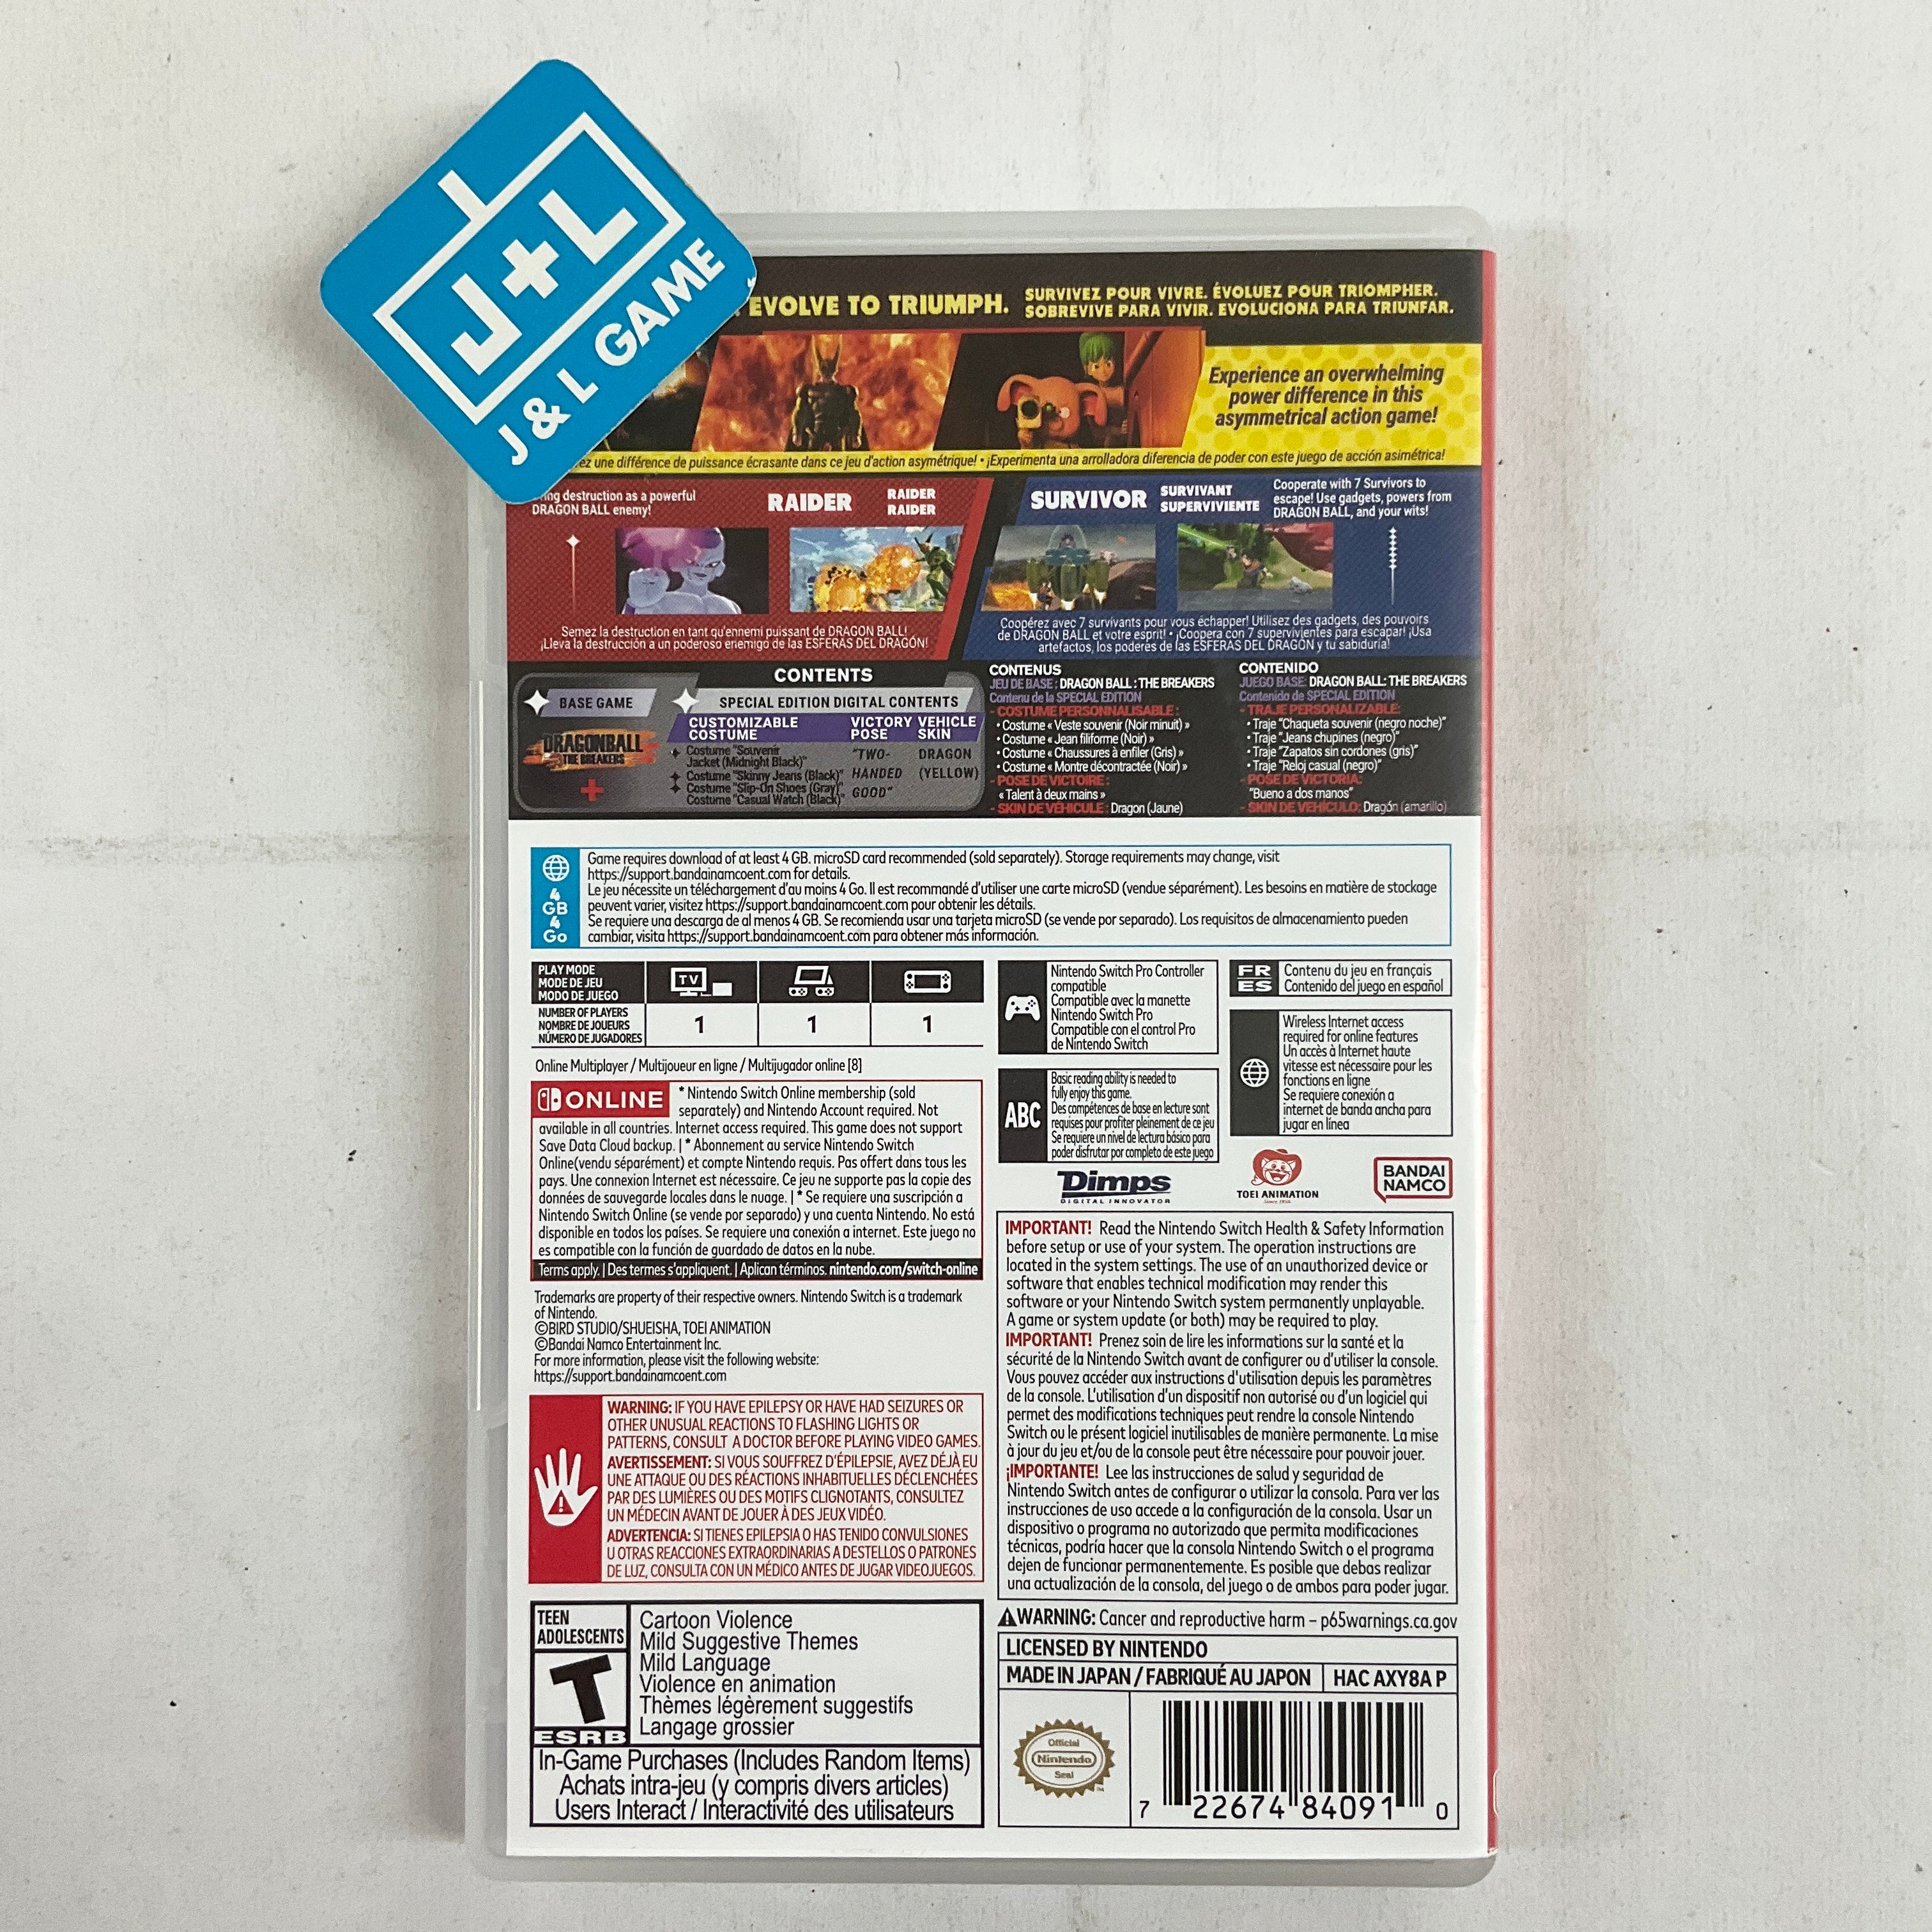 J+L
J & L GAME
EVOLVE TO TRIUMPH.
SURVIVEZ POUR VIVRE. ÉVOLUEZ POUR TRIOMPHER.
SOBREVIVE PARA VIVIR. EVOLUCIONA PARA TRIUNFAR.
Experience an overwhelming
power difference in this
asymmetrical action game!
une différence de puissance écrasante dans ce jeu d'action asymétrique! • ¡Experimenta una arrolladora diferencia de poder con este juego de acción asimétrica!
destruction as a powerful
DRAGON BALL enemy!
RAIDER
RAIDER
RAIDER
SURVIVOR
SURVIVANT
SUPERVIVIENTE
Cooperate with 7 Survivors to
escape! Use gadgets, powers from
DRAGON BALL, and your wits!
Semez la destruction en tant qu'ennemi puissant de DRAGON BALL!
¡Lleva la destrucción a un poderoso enemigo de las ESFERAS DEL DRAGÓN!
Coopérez avec 7 survivants pour vous échapper! Utilisez des gadgets, des pouvoirs
de DRAGON BALL et votre esprit! • ¡Coopera con 7 supervivientes para escapar! ¡Usa
artefactos, los poderes de las ESFERAS DEL DRAGÓN y tu sabiduría!
CONTENTS
BASE GAME
DRAGONBALL
THE BREAKERS
+
SPECIAL EDITION DIGITAL CONTENTS
CUSTOMIZABLE
COSTUME
Costume "Souvenir
Jacket (Midnight Black)"
Costume "Skinny Jeans (Black)"
Costume "Slip-On Shoes (Gray)"
Costume "Casual Watch (Black)"
VICTORY
POSE
"TWO-
HANDED
GOOD"
VEHICLE
SKIN
DRAGON
(YELLOW)
CONTENUS
JEU DE BASE : DRAGON BALL : THE BREAKERS
Contenu de la SPECIAL EDITION
- COSTUME PERSONNALISABLE :
• Costume « Veste souvenir (Noir minuit) »
• Costume « Jean filiforme (Noir) »
• Costume « Chaussures à enfiler (Gris) »
• Costume « Montre décontractée (Noir) »
- POSE DE VICTOIRE :
« Talent à deux mains »
- SKIN DE VÉHICULE : Dragon (Jaune)
CONTENIDO
JUEGO BASE: DRAGON BALL: THE BREAKERS
Contenido de SPECIAL EDITION
- TRAJE PERSONALIZABLE:
• Traje "Chaqueta souvenir (negro noche)"
• Traje "Jeans chupines (negro)"
• Traje "Zapatos sin cordones (gris)"
• Traje "Reloj casual (negro)"
- POSE DE VICTORIA:
"Bueno a dos manos"
- SKIN DE VEHÍCULO: Dragón (amarillo)
4
GB
4
Go
Game requires download of at least 4 GB. microSD card recommended (sold separately). Storage requirements may change, visit
https://support.bandainamcoent.com for details.
Le jeu nécessite un téléchargement d'au moins 4 Go. Il est recommandé d'utiliser une carte microSD (vendue séparément). Les besoins en matière de stockage
peuvent varier, visitez https://support.bandainamcoent.com pour obtenir les détails.
Se requiere una descarga de al menos 4 GB. Se recomienda usar una tarjeta microSD (se vende por separado). Los requisitos de almacenamiento pueden
cambiar, visita https://support.bandainamcoent.com para obtener más información.
PLAY MODE
MODE DE JEU
MODO DE JUEGO
TV
NUMBER OF PLAYERS
NOMBRE DE JOUEURS
NÚMERO DE JUGADORES
1
1
1
Online Multiplayer / Multijoueur en ligne / Multijugador online [8]
ONLINE
* Nintendo Switch Online membership (sold
separately) and Nintendo Account required. Not
available in all countries. Internet access required. This game does not support
Save Data Cloud backup. | * Abonnement au service Nintendo Switch
Online(vendu séparément) et compte Nintendo requis. Pas offert dans tous les
pays. Une connexion Internet est nécessaire. Ce jeu ne supporte pas la copie des
données de sauvegarde locales dans le nuage. | * Se requiere una suscripción a
Nintendo Switch Online (se vende por separado) y una cuenta Nintendo. No está
disponible en todos los países. Se requiere una conexión a internet. Este juego no
es compatible con la función de guardado de datos en la nube.
Terms apply. | Des termes s'appliquent. | Aplican términos. nintendo.com/switch-online
Nintendo Switch Pro Controller
compatible
Compatible avec la manette
Nintendo Switch Pro
Compatible con el control Pro
de Nintendo Switch
FR
ES
Contenu du jeu en français
Contenido del juego en español
ABC
Basic reading ability is needed to
fully enjoy this game.
Des compétences de base en lecture sont
requises pour profiter pleinement de ce jeu
Se requiere un nivel de lectura básico para
poder disfrutar por completo de este juego
Wireless Internet access
required for online features
Un accès à Internet haute
vitesse est nécessaire pour les
fonctions en ligne
Se requiere conexión a
internet de banda ancha para
jugar en línea
Dimps
DIGITAL INNOVATOR
TOEI ANIMATION
BANDAI
NAMCO
Trademarks are property of their respective owners. Nintendo Switch is a trademark
of Nintendo.
©BIRD STUDIO/SHUEISHA, TOEI ANIMATION
©Bandai Namco Entertainment Inc.
For more information, please visit the following website:
https://support.bandainamcoent.com
WARNING: IF YOU HAVE EPILEPSY OR HAVE HAD SEIZURES OR
OTHER UNUSUAL REACTIONS TO FLASHING LIGHTS OR
PATTERNS, CONSULT A DOCTOR BEFORE PLAYING VIDEO GAMES.
AVERTISSEMENT: SI VOUS SOUFFREZ D'ÉPILEPSIE, AVEZ DÉJÀ EU
UNE ATTAQUE OU DES RÉACTIONS INHABITUELLES DÉCLENCHÉES
PAR DES LUMIÈRES OU DES MOTIFS CLIGNOTANTS, CONSULTEZ
UN MÉDECIN AVANT DE JOUER À DES JEUX VIDÉO.
ADVERTENCIA: SI TIENES EPILEPSIA O HAS TENIDO CONVULSIONES
U OTRAS REACCIONES EXTRAORDINARIAS A DESTELLOS O PATRONES
DE LUZ, CONSULTA CON UN MÉDICO ANTES DE JUGAR VIDEOJUEGOS.
IMPORTANT! Read the Nintendo Switch Health & Safety Information
before setup or use of your system. The operation instructions are
located in the system settings. The use of an unauthorized device or
software that enables technical modification may render this
software or your Nintendo Switch system permanently unplayable.
A game or system update (or both) may be required to play.
IMPORTANT! Prenez soin de lire les informations sur la santé et la
sécurité de la Nintendo Switch avant de configurer ou d'utiliser la console.
Vous pouvez accéder aux instructions d'utilisation depuis les paramètres
de la console. L'utilisation d'un dispositif non autorisé ou d'un logiciel qui
permet des modifications techniques peut rendre la console Nintendo
Switch ou le présent logiciel inutilisables de manière permanente. La mise
à jour du jeu et/ou de la console peut être nécessaire pour pouvoir jouer.
¡IMPORTANTE! Lee las instrucciones de salud y seguridad de
Nintendo Switch antes de configurar o utilizar la consola. Para ver las
instrucciones de uso accede a la configuración de la consola. Usar un
dispositivo o programa no autorizado que permita modificaciones
técnicas, podría hacer que la consola Nintendo Switch o el programa
dejen de funcionar permanentemente. Es posible que debas realizar
una actualización de la consola, del juego o de ambos para poder jugar.
TEEN
ADOLESCENTS
T
ESRB
Cartoon Violence
Mild Suggestive Themes
Mild Language
Violence en animation
Thèmes légèrement suggestifs
Langage grossier
In-Game Purchases (Includes Random Items)
Achats intra-jeu (y compris divers articles)
Users Interact / Interactivité des utilisateurs
WARNING: Cancer and reproductive harm – p65warnings.ca.gov
LICENSED BY NINTENDO
MADE IN JAPAN / FABRIQUÉ AU JAPON
HAC AXY8A P
Official
Nintendo
Seal
7 22674 84091 0